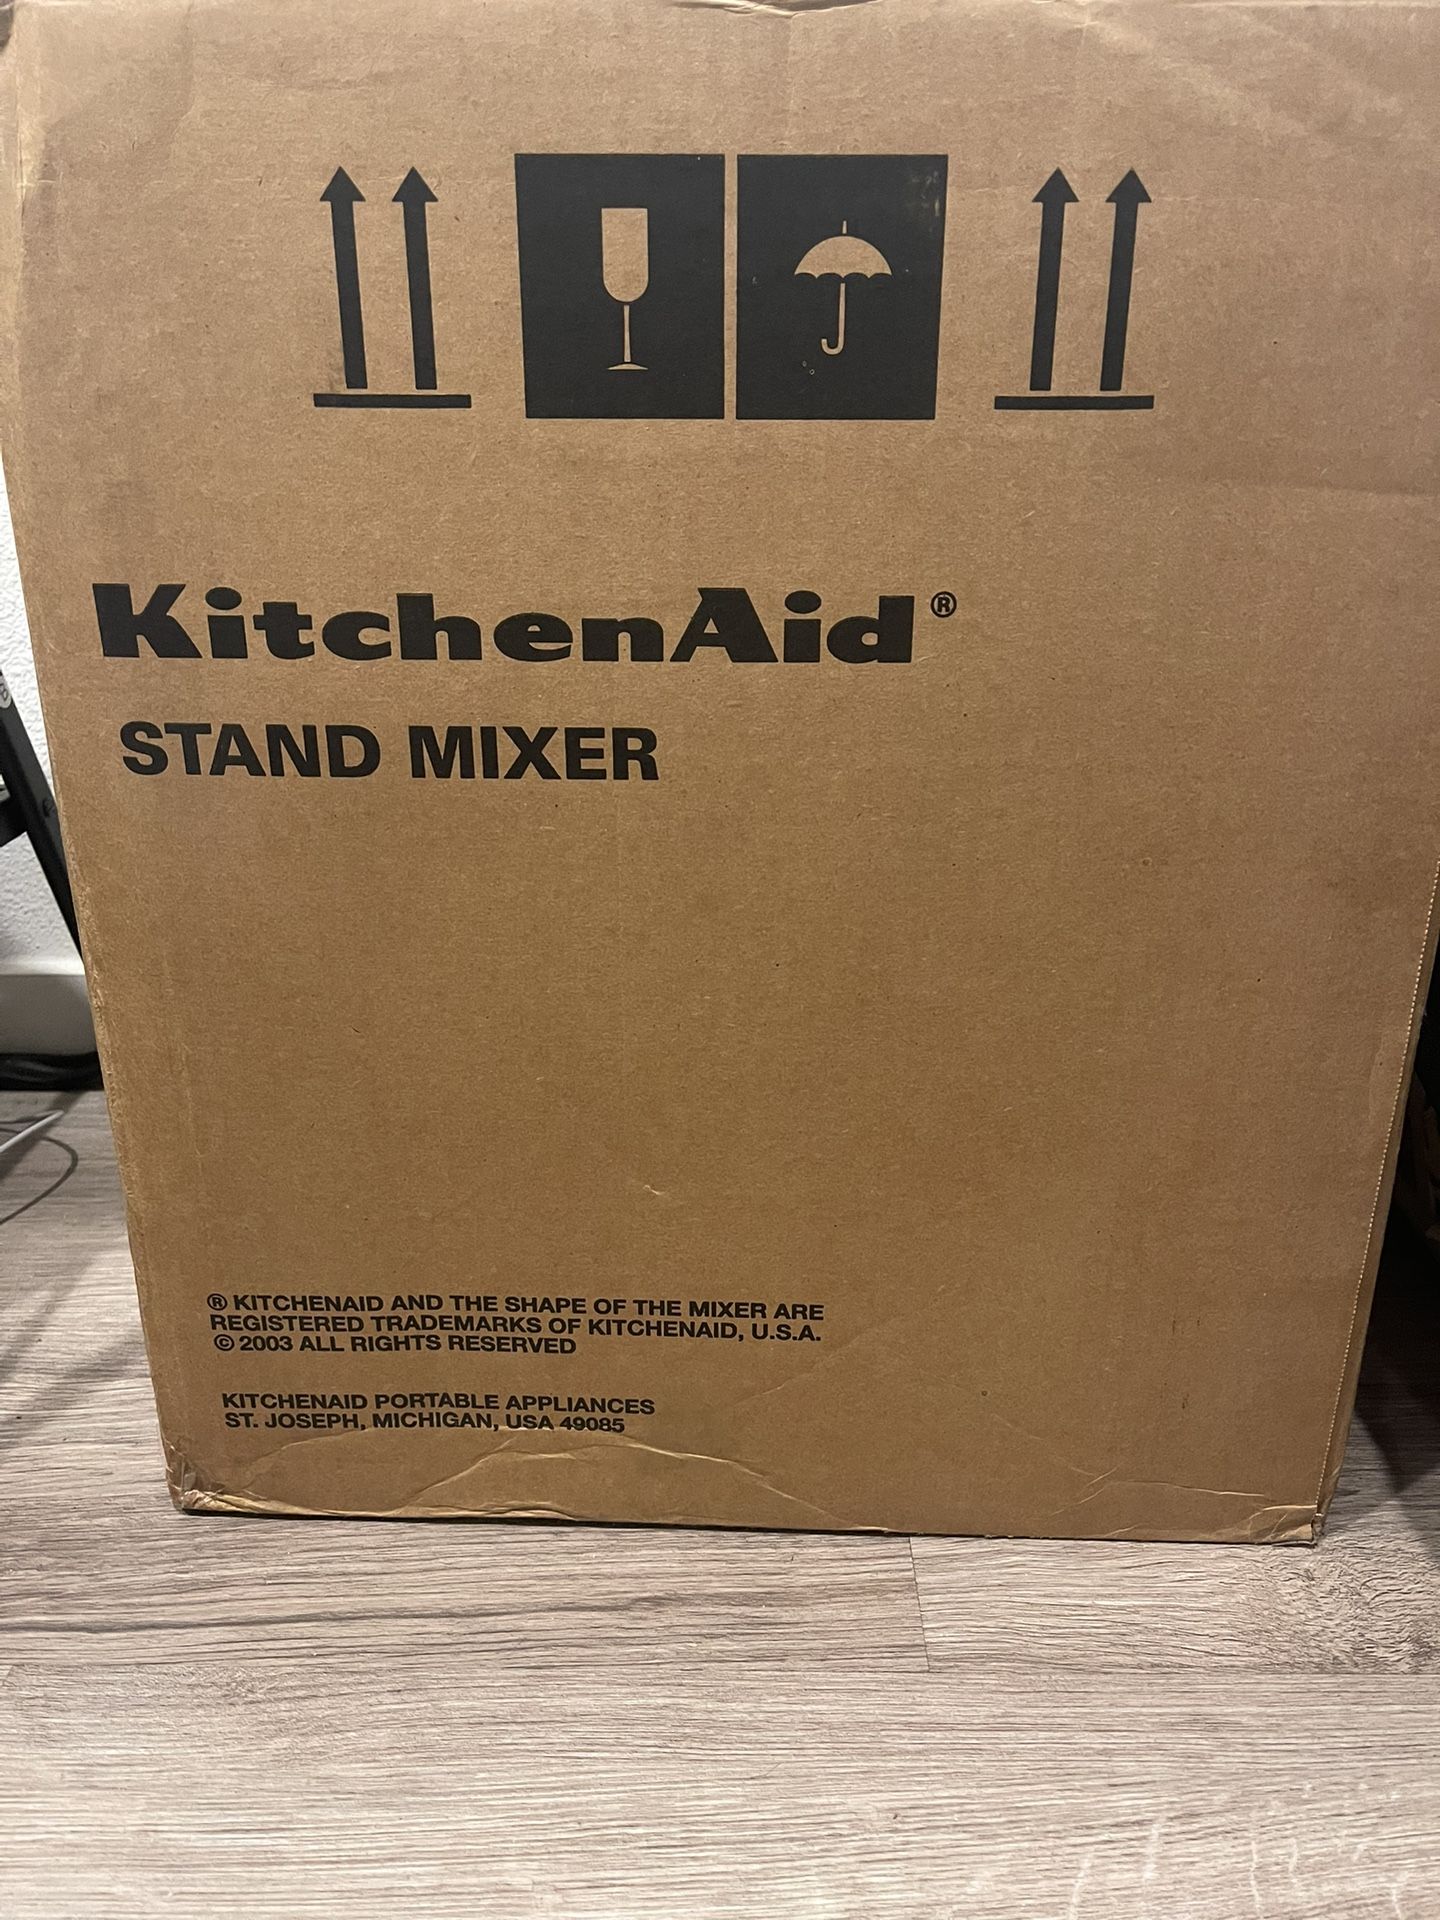 KitchenAid®
STAND MIXER
® KITCHENAID AND THE SHAPE OF THE MIXER ARE
REGISTERED TRADEMARKS OF KITCHENAID, U.S.A.
© 2003 ALL RIGHTS RESERVED
KITCHENAID PORTABLE APPLIANCES
ST. JOSEPH, MICHIGAN, USA 49085